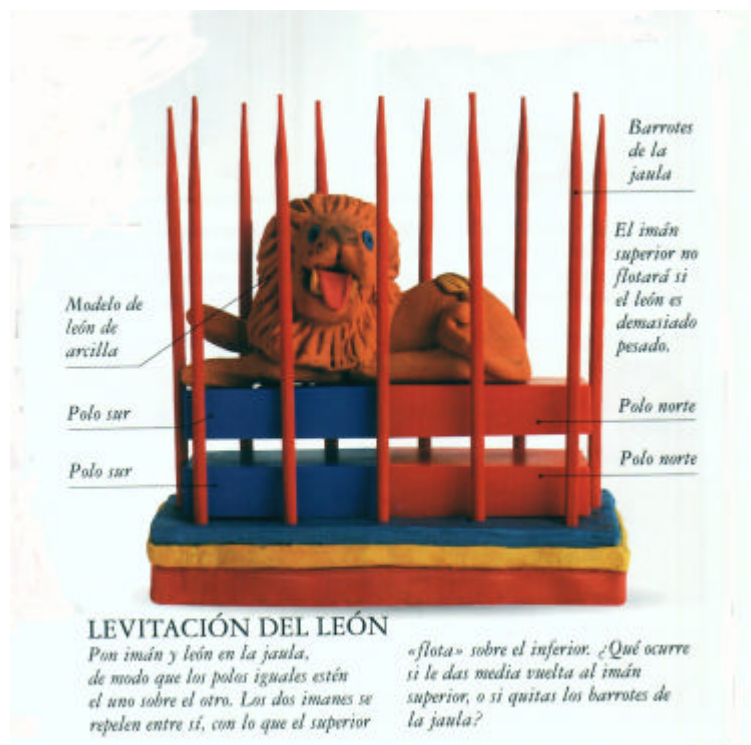 Barrotes
de la
jaula
El imán
superior no
flotará si
el león es
demasiado
pesado.
Modelo de
león de
arcilla
Polo sur
Polo norte
Polo sur
Polo norte
LEVITACIÓN DEL LEÓN
Pon imán y león en la jaula,
de modo que los polos iguales estén
el uno sobre el otro. Los dos imanes se
repelen entre sí, con lo que el superior
«flota» sobre el inferior. ¿Qué ocurre
si le das media vuelta al imán
superior, o si quitas los barrotes de
la jaula?